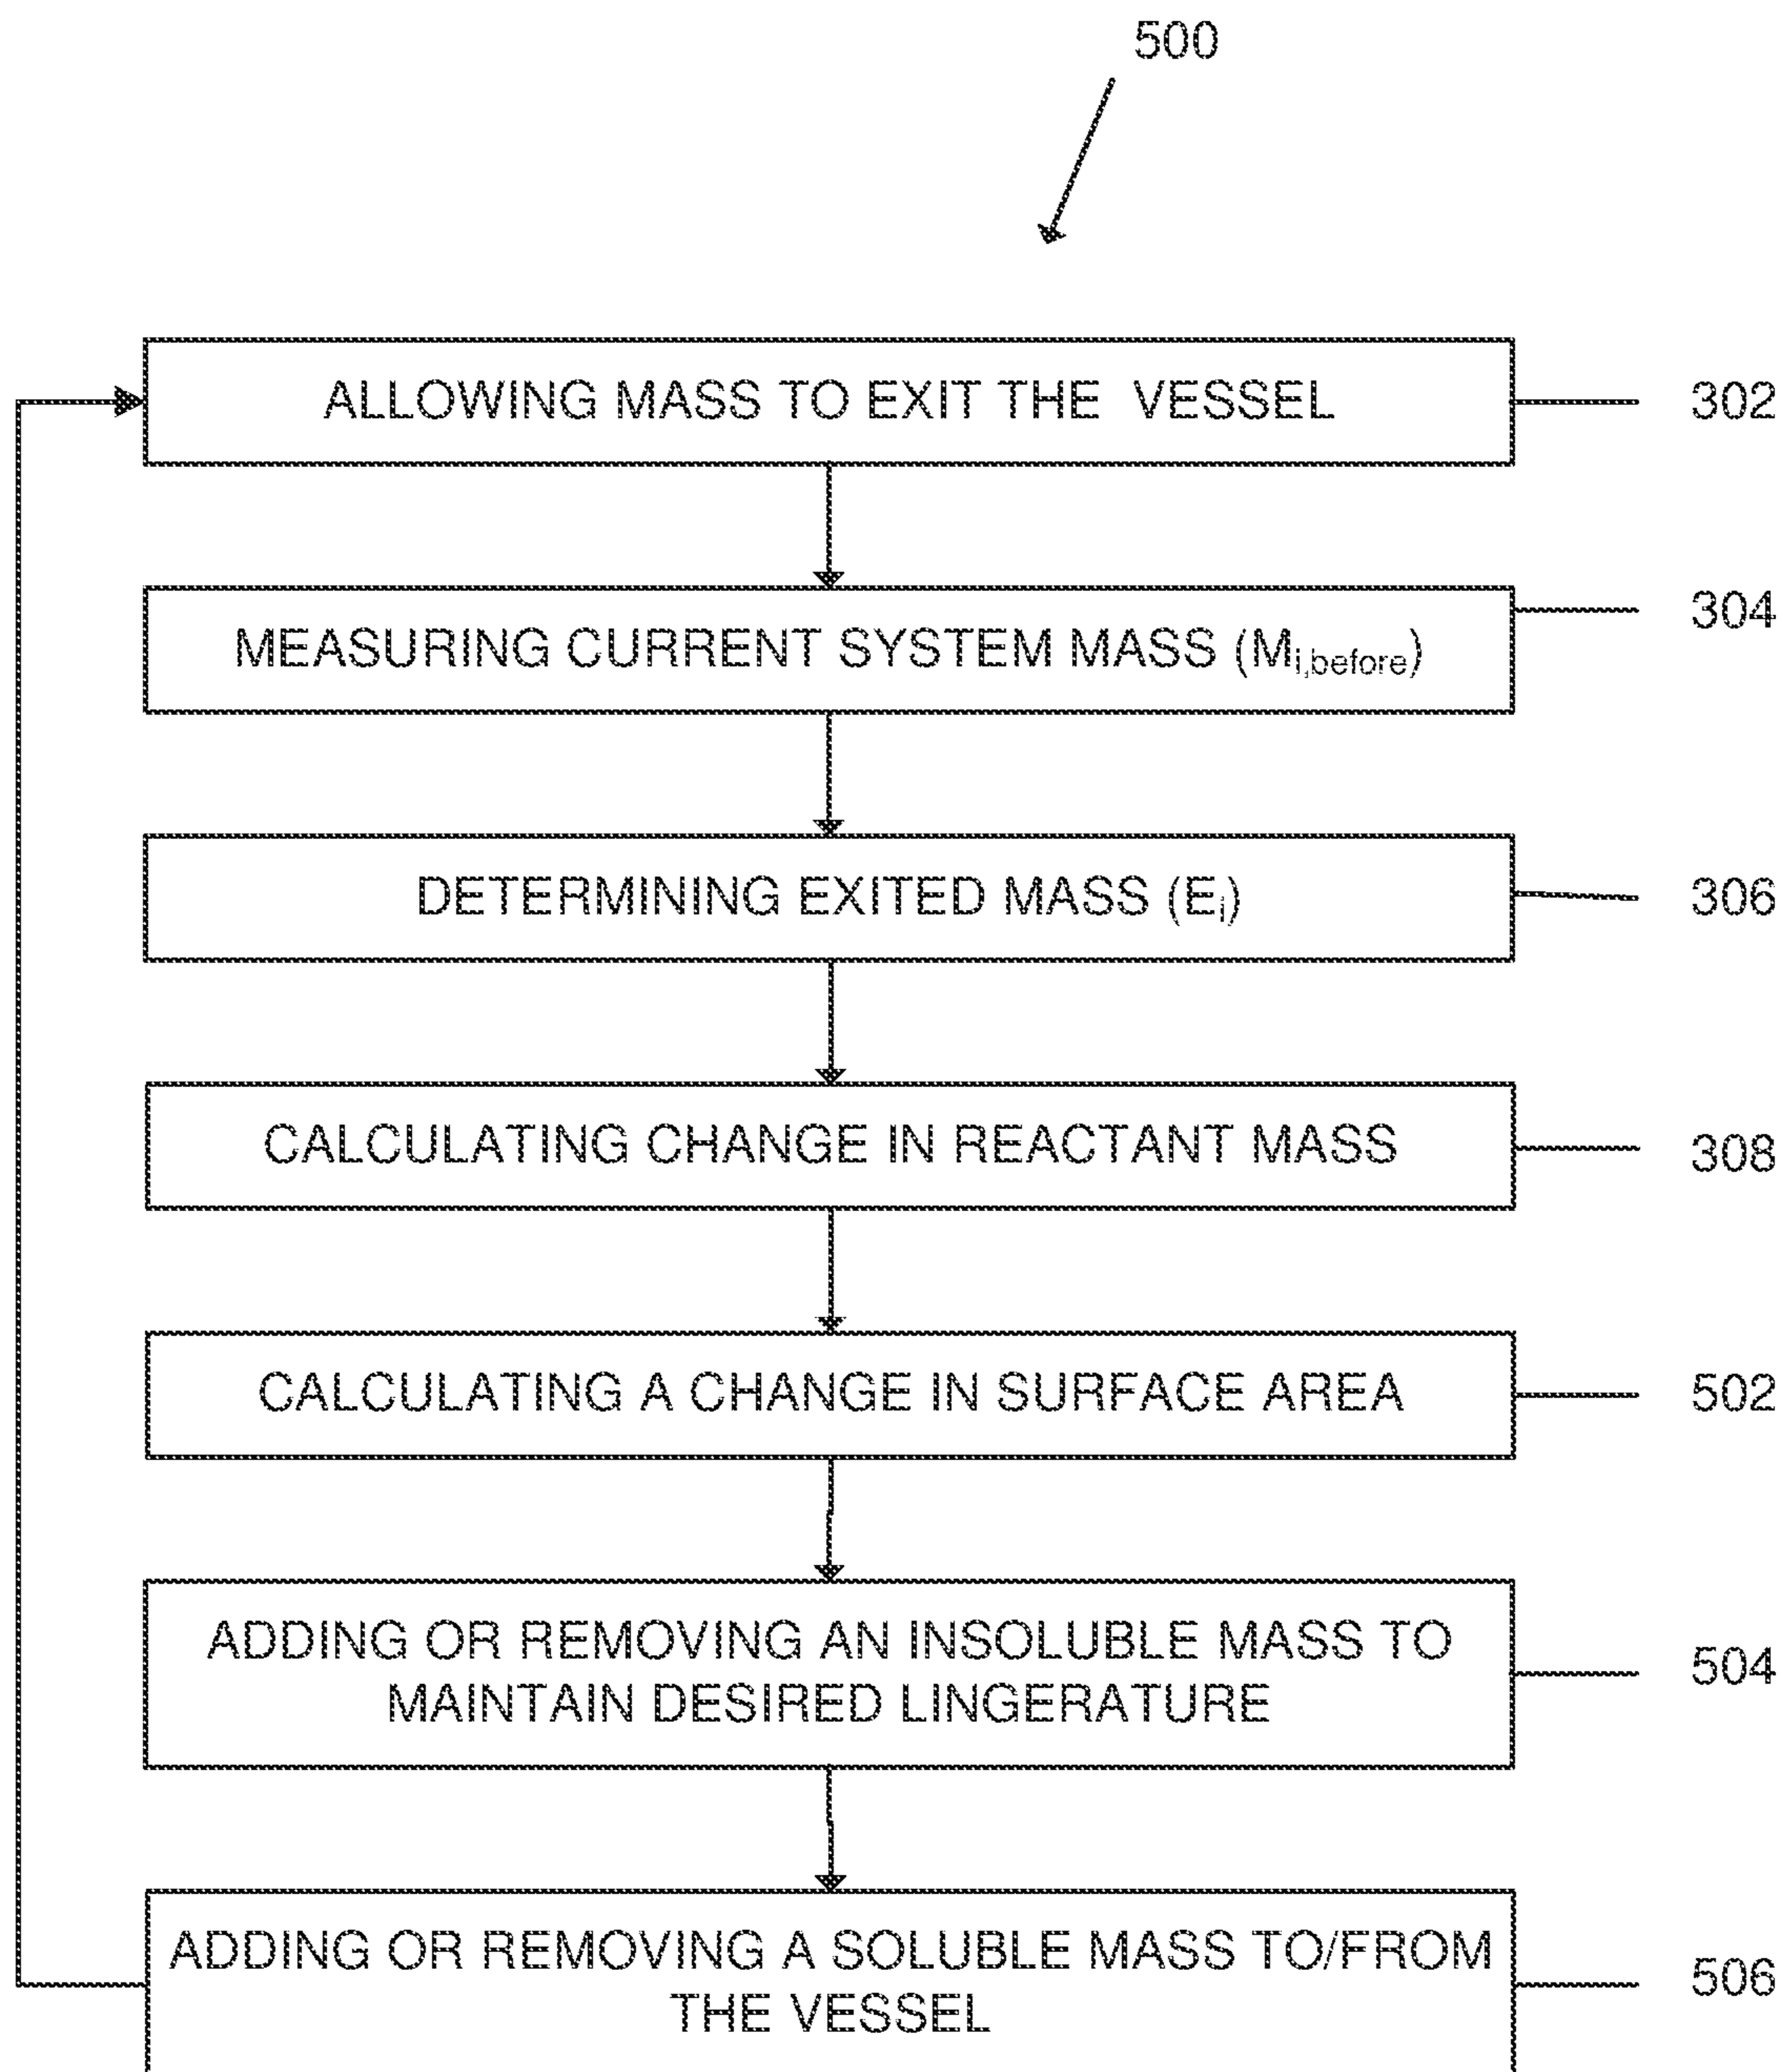 500
ALLOWING MASS TO EXIT THE VESSEL
302
MEASURING CURRENT SYSTEM MASS (Mi,before)
304
DETERMINING EXITED MASS (Ei)
306
CALCULATING CHANGE IN REACTANT MASS
308
CALCULATING A CHANGE IN SURFACE AREA
502
ADDING OR REMOVING AN INSOLUBLE MASS TO
MAINTAIN DESIRED LINGERATURE
504
ADDING OR REMOVING A SOLUBLE MASS TO/FROM
THE VESSEL
506